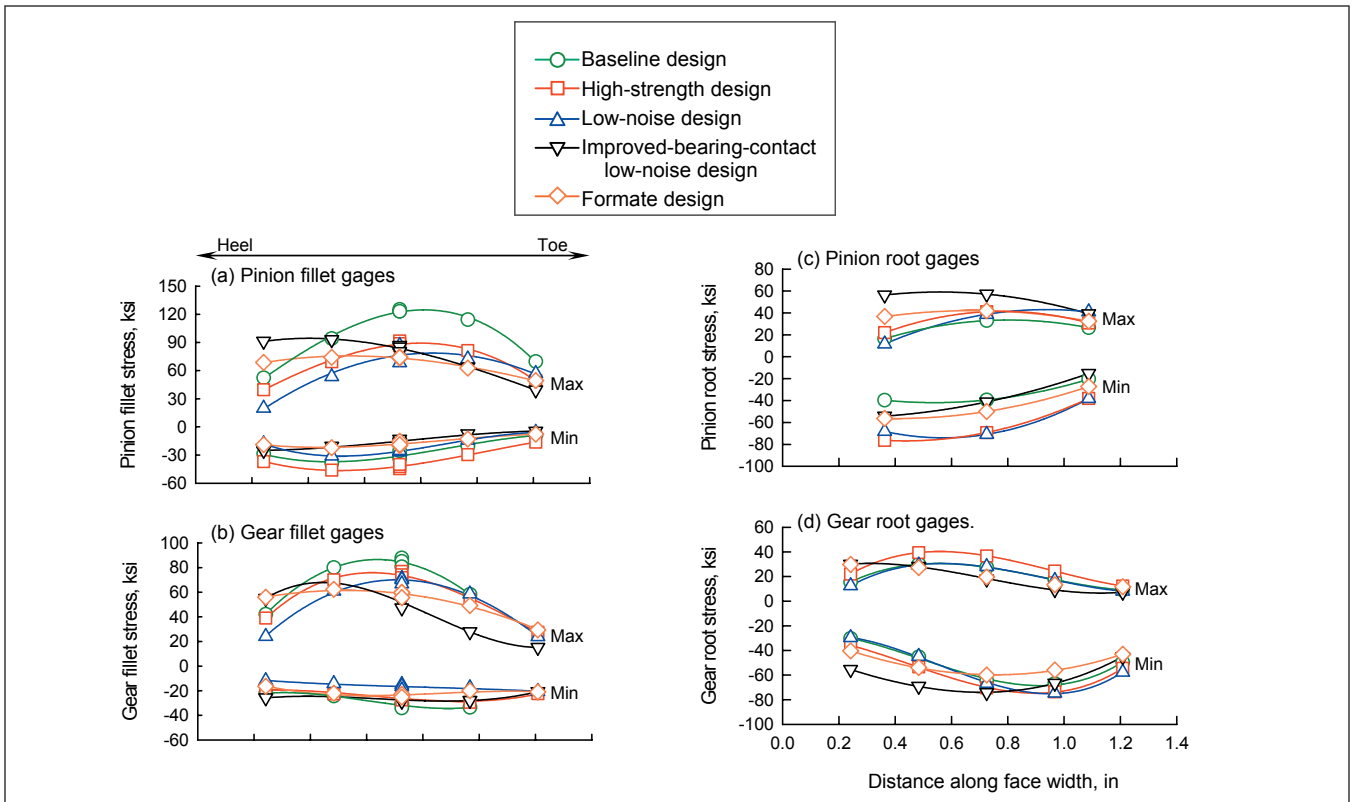 Baseline design
High-strength design
Low-noise design
Improved-bearing-contact
low-noise design
Formate design
Heel
Toe
(a) Pinion fillet gages
150
120
90
60
30
0
-30
-60
Pinion fillet stress, ksi
Max
Min
(b) Gear fillet gages
100
80
60
40
20
0
-20
-40
-60
Gear fillet stress, ksi
Max
Min
(c) Pinion root gages
80
60
40
20
0
-20
-40
-60
-80
-100
Pinion root stress, ksi
Max
Min
(d) Gear root gages.
60
40
20
0
-20
-40
-60
-80
-100
Gear root stress, ksi
Max
Min
0.0 0.2 0.4 0.6 0.8 1.0 1.2 1.4
Distance along face width, in